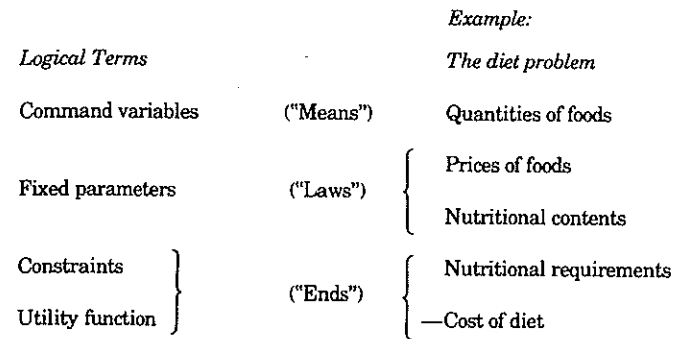 Example:
Logical Terms The diet problem
Command variables ("Means") Quantities of foods
Prices of foods
Fixed parameters ("Laws")
Nutritional contents
Constraints Nutritional requirements
("Ends")
Utility function —Cost of diet